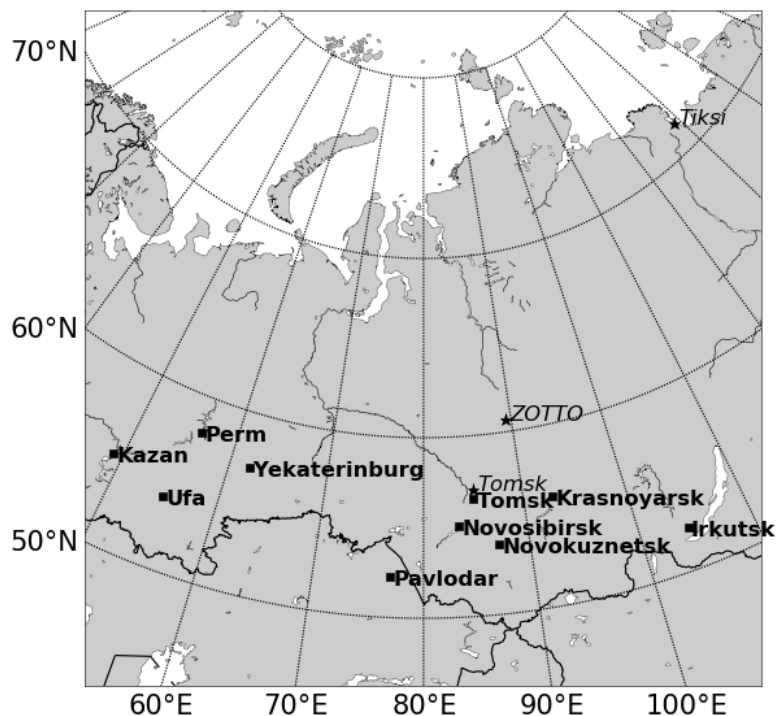 70°N
Tiksi
60°N
ZOTTO
Perm
Kazan
Yekaterinburg
Tomsk
Ufa
Tomsk
Krasnoyarsk
Novosibirsk
Irkutsk
50°N
Novokuznetsk
Pavlodar
60°E
70°E
80°E
90°E
100°E